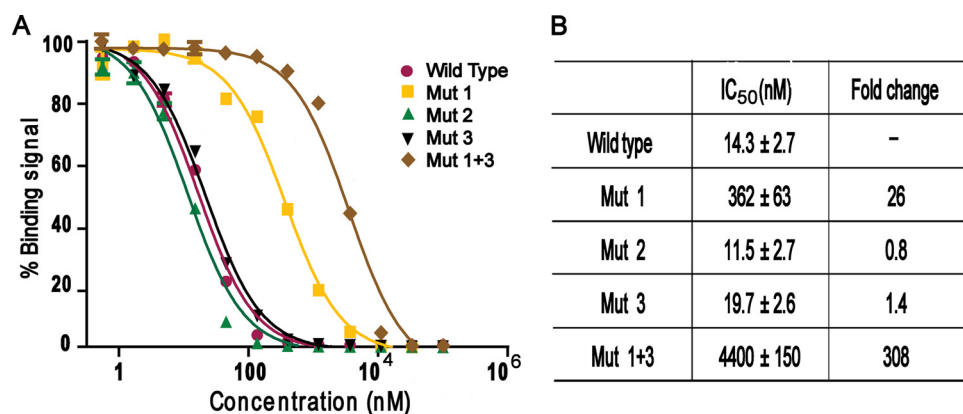 A
B
% Binding signal
100
80
60
40
20
0
1
100
10⁴
10⁶
Concentration (nM)
Wild Type
Mut 1
Mut 2
Mut 3
Mut 1+3
IC₅₀(nM) Fold change
Wild type 14.3 ± 2.7 –
Mut 1 362 ± 63 26
Mut 2 11.5 ± 2.7 0.8
Mut 3 19.7 ± 2.6 1.4
Mut 1+3 4400 ± 150 308